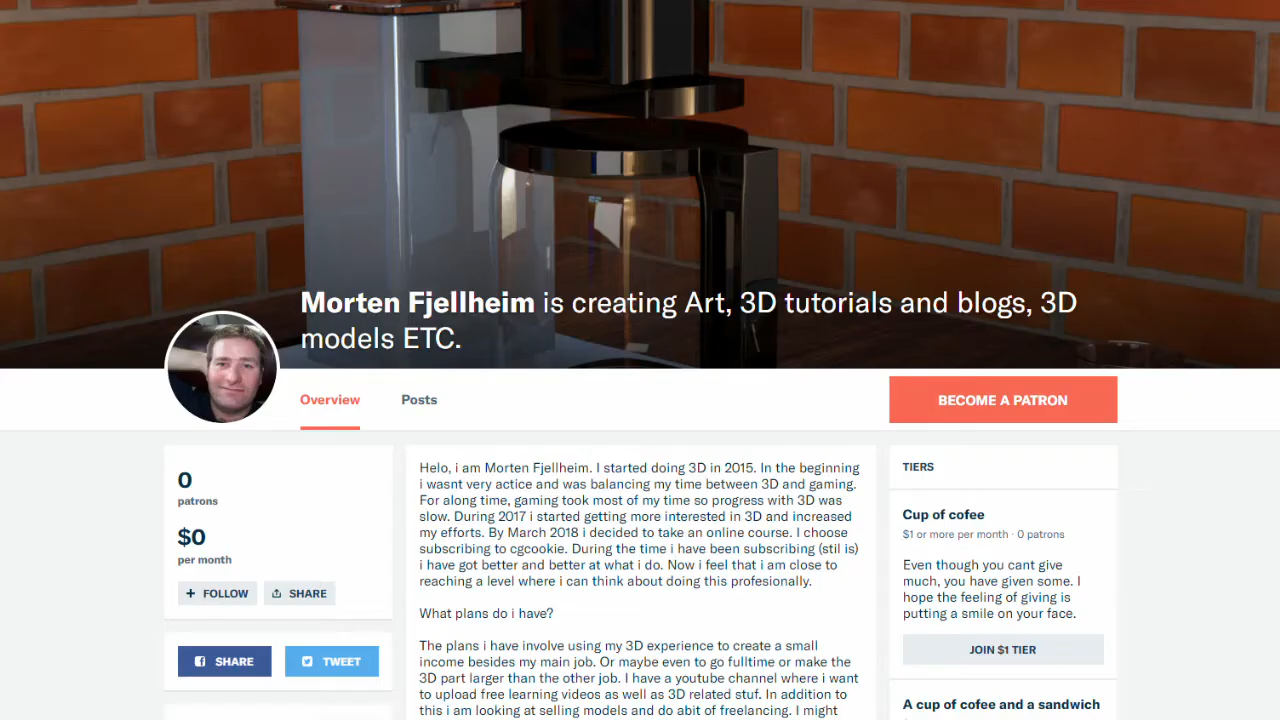 Morten Fjellheim is creating Art, 3D tutorials and blogs, 3D
models ETC.
Overview
Posts
BECOME A PATRON
0
patrons
$0
per month
+ FOLLOW
SHARE
SHARE
TWEET
Helo, i am Morten Fjellheim. I started doing 3D in 2015. In the beginning
i wasnt very actice and was balancing my time between 3D and gaming.
For along time, gaming took most of my time so progress with 3D was
slow. During 2017 i started getting more interested in 3D and increased
my efforts. By March 2018 i decided to take an online course. I choose
subscribing to cgcookie. During the time i have been subscribing (stil is)
i have got better and better at what i do. Now i feel that i am close to
reaching a level where i can think about doing this profesionally.
What plans do i have?
The plans i have involve using my 3D experience to create a small
income besides my main job. Or maybe even to go fulltime or make the
3D part larger than the other job. I have a youtube channel where i want
to upload free learning videos as well as 3D related stuf. In addition to
this i am looking at selling models and do abit of freelancing. I might
TIERS
Cup of cofee
$1 or more per month · 0 patrons
Even though you cant give
much, you have given some. I
hope the feeling of giving is
putting a smile on your face.
JOIN $1 TIER
A cup of cofee and a sandwich